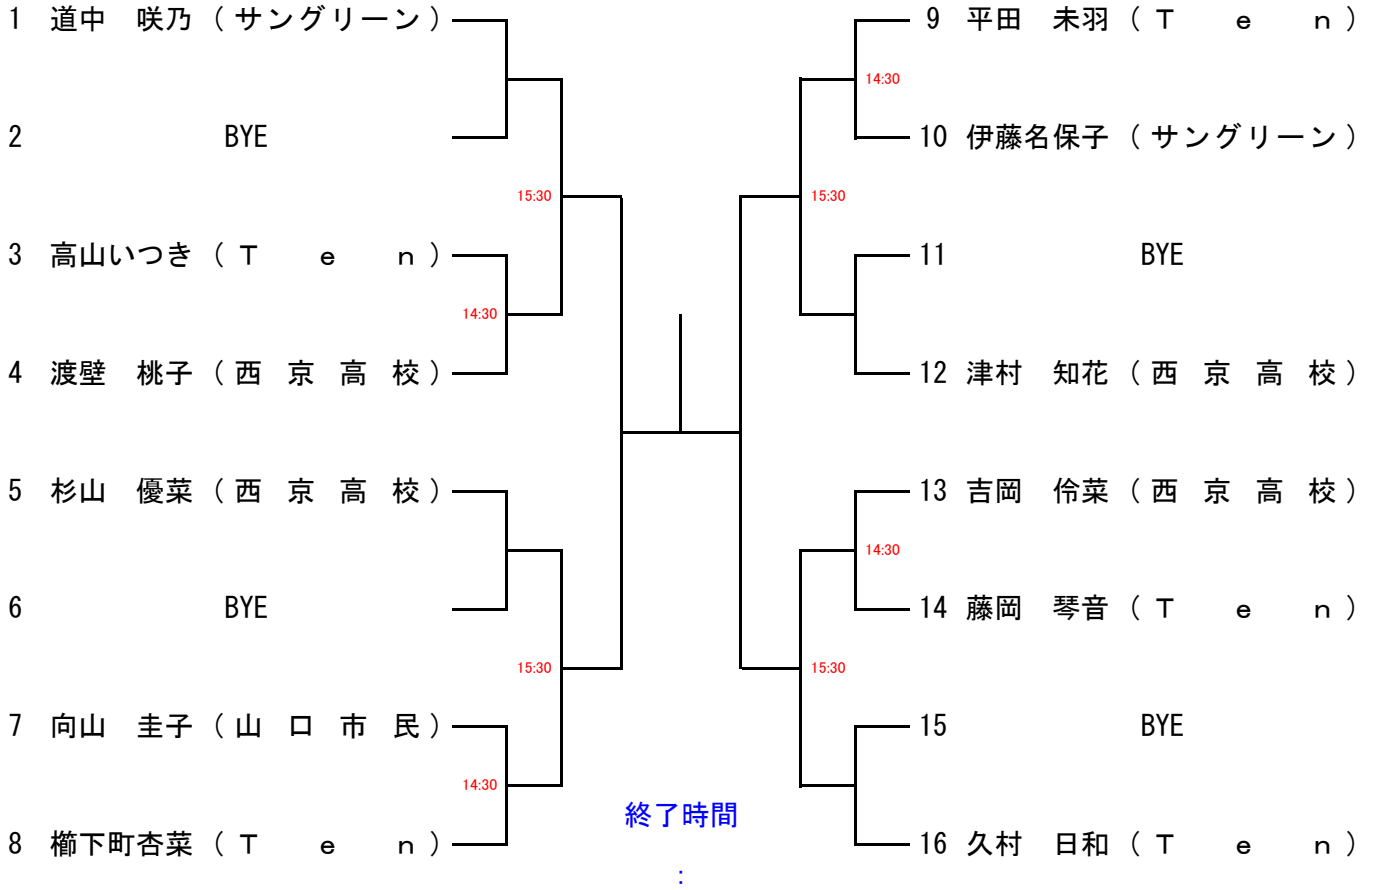 1 道中　咲乃（サングリーン）
2 BYE
15:30
3 高山いつき（Ｔ　ｅ　ｎ）
14:30
4 渡壁　桃子（西 京 高 校）
5 杉山　優菜（西 京 高 校）
6 BYE
15:30
7 向山　圭子（山 口 市 民）
14:30
8 櫛下町杏菜（Ｔ　ｅ　ｎ）
9 平田　未羽（Ｔ　ｅ　ｎ）
14:30
10 伊藤名保子（サングリーン）
15:30
11 BYE
12 津村　知花（西 京 高 校）
13 吉岡　伶菜（西 京 高 校）
14:30
14 藤岡　琴音（Ｔ　ｅ　ｎ）
15:30
15 BYE
16 久村　日和（Ｔ　ｅ　ｎ）
終了時間
: